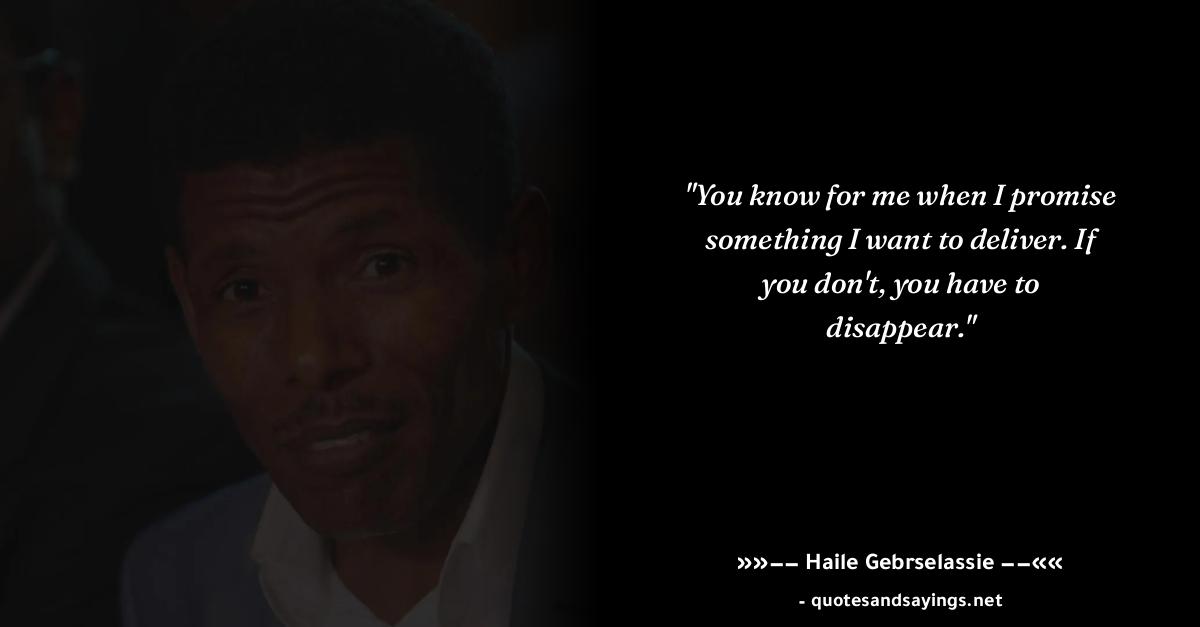 "You know for me when I promise
something I want to deliver. If
you don't, you have to
disappear."
»»−− Haile Gebrselassie −−««
- quotesandsayings.net